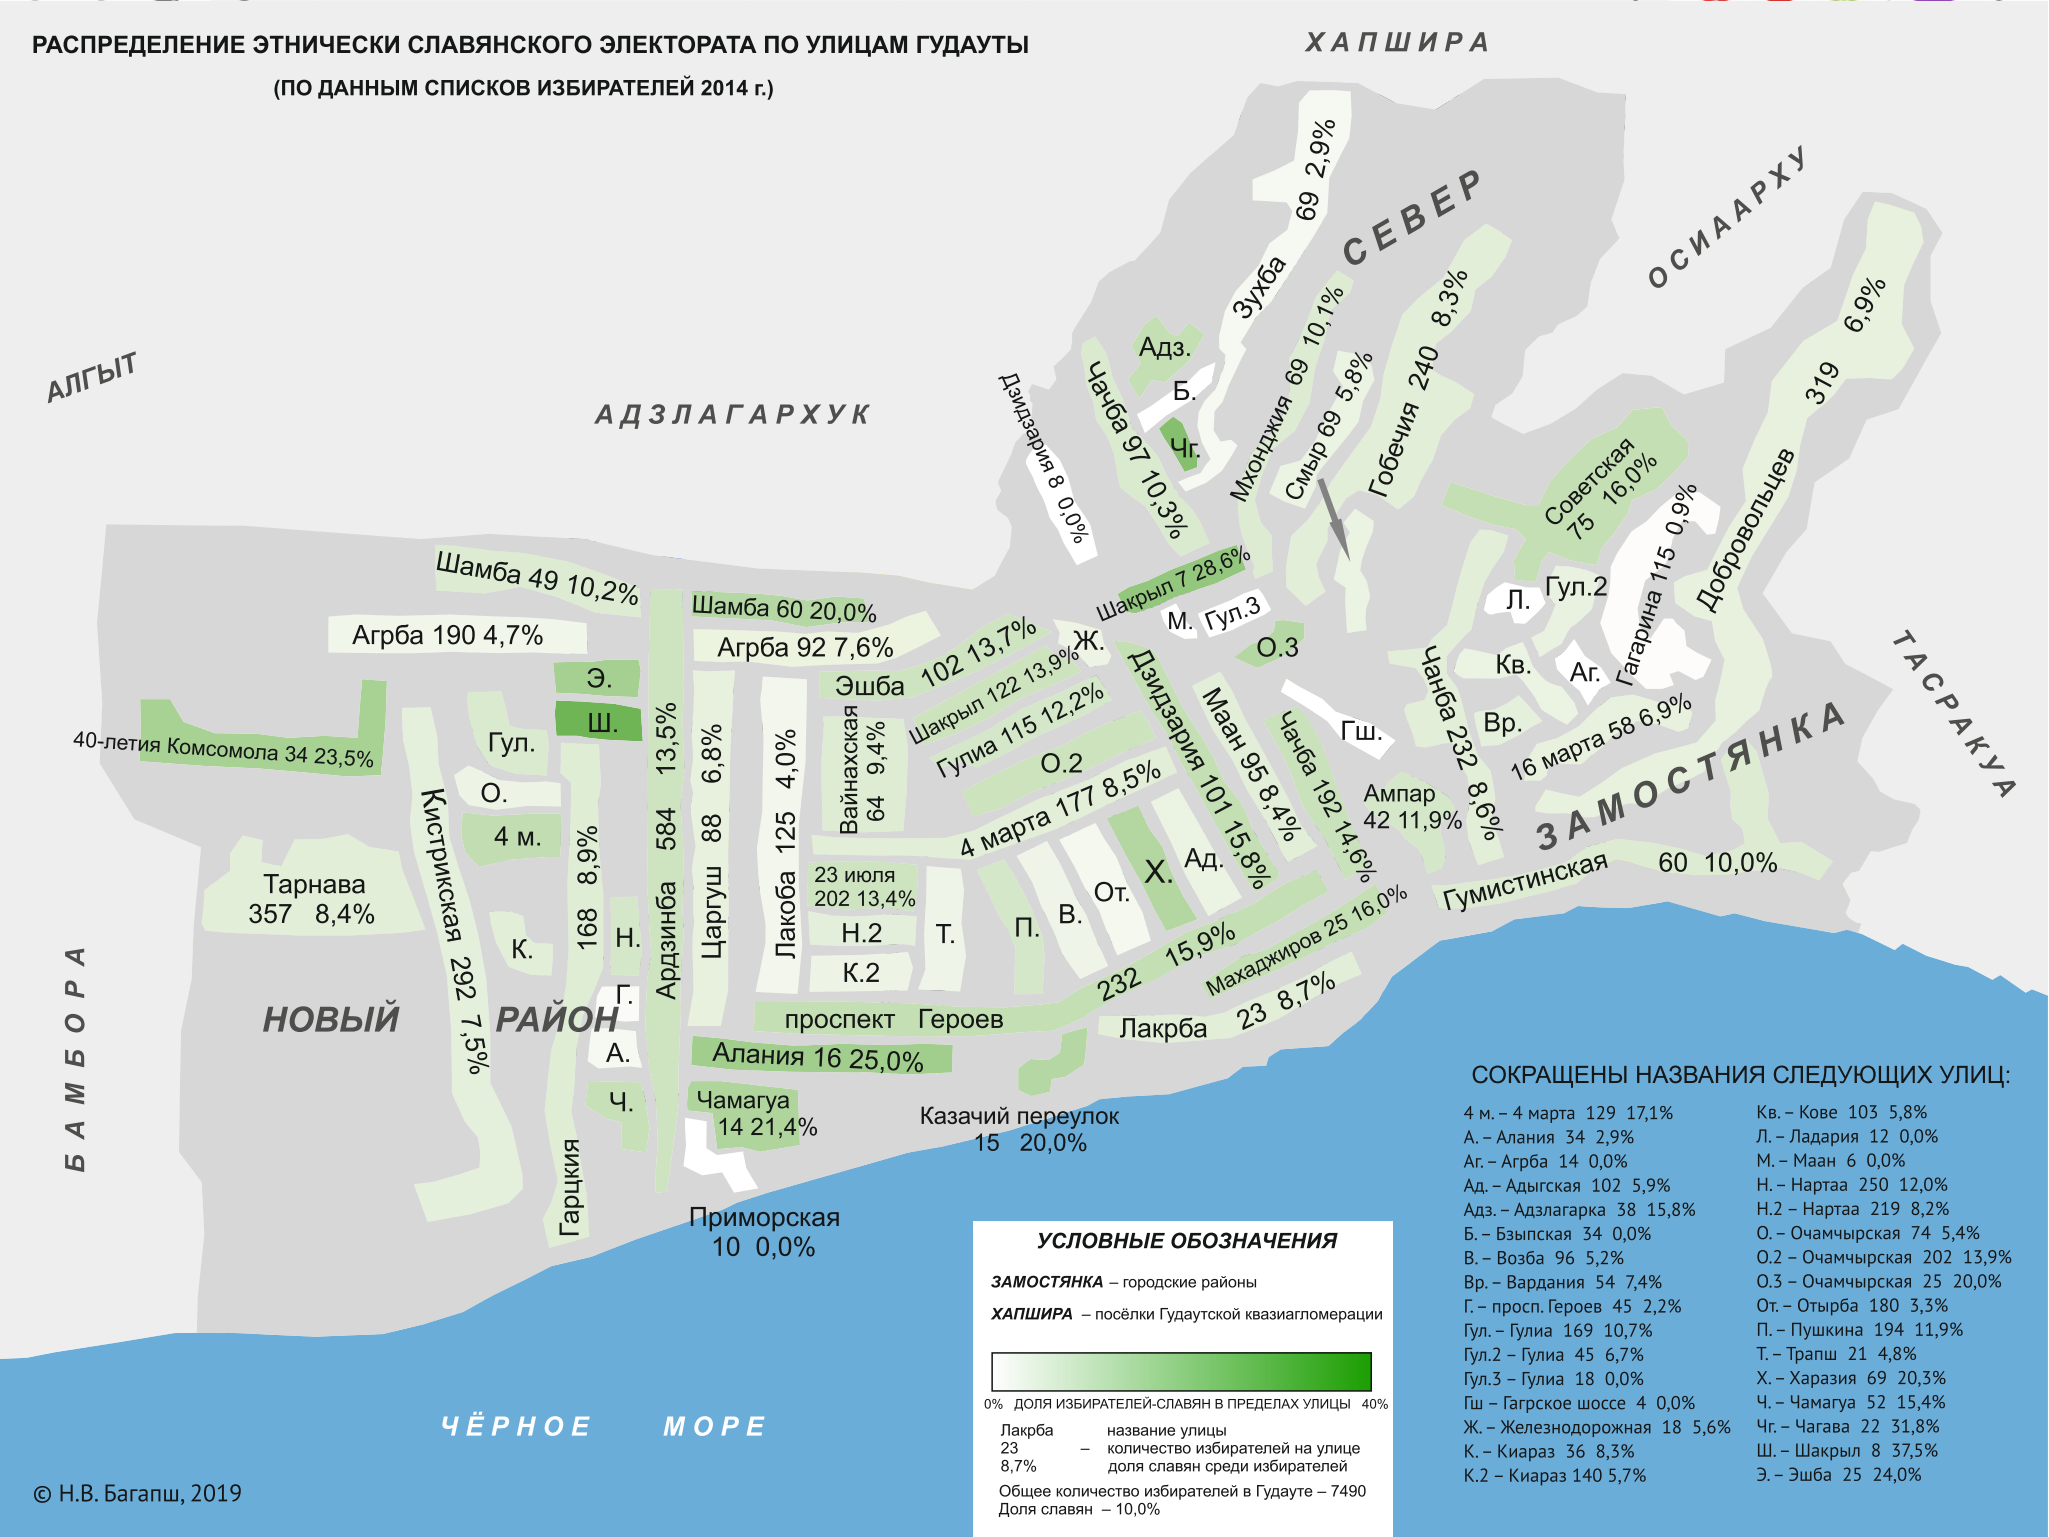 РАСПРЕДЕЛЕНИЕ ЭТНИЧЕСКИ СЛАВЯНСКОГО ЭЛЕКТОРАТА ПО УЛИЦАМ ГУДАУТЫ
(ПО ДАННЫМ СПИСКОВ ИЗБИРАТЕЛЕЙ 2014 г.)
ХАПШИРА
СЕВЕР
ОСИААРХУ
АЛГЫТ
АДЗЛАГАРХУК
ТАСРАКУА
ЗАМОСТЯНКА
БАМБОРА
НОВЫЙ РАЙОН
Зухба 69 2,9%
Адз.
Б.
Чг.
Чачба 97 10,3%
Дзидзария 8 0,0%
Мхонджия 69 10,1%
Смыр 69 5,8%
Гобечия 240 8,3%
Советская
75 16,0%
Гагарина 115 0,9%
Добровольцев 319 6,9%
Шакрыл 7 28,6%
М.
Гул.3
О.3
Л.
Гул.2
Кв.
Аг.
Вр.
16 марта 58 6,9%
Чанба 232 8,6%
Гш.
Ампар
42 11,9%
Гумистинская 60 10,0%
Шамба 49 10,2%
Шамба 60 20,0%
Агрба 190 4,7%
Агрба 92 7,6%
Э.
Ш.
40-летия Комсомола 34 23,5%
Гул.
О.
4 м.
К.
Н.
Г.
А.
Ч.
Тарнава
357 8,4%
Кистрикская 292 7,5%
Гарцкия 168 8,9%
Ардзинба 584 13,5%
Царгуш 88 6,8%
Лакоба 125 4,0%
Эшба 102 13,7%
Ж.
Шакрыл 122 13,9%
Вайнахская
64 9,4%
Гулиа 115 12,2%
О.2
4 марта 177 8,5%
Дзидзария 101 15,8%
Маан 95 8,4%
Чачба 192 14,6%
23 июля
202 13,4%
Н.2
К.2
Т.
П.
В.
От.
Х.
Ад.
проспект Героев 232 15,9%
Махаджиров 25 16,0%
Лакрба 23 8,7%
Алания 16 25,0%
Чамагуа
14 21,4%
Казачий переулок
15 20,0%
Приморская
10 0,0%
ЧЁРНОЕ МОРЕ
© Н.В. Багапш, 2019
УСЛОВНЫЕ ОБОЗНАЧЕНИЯ
ЗАМОСТЯНКА – городские районы
ХАПШИРА – посёлки Гудаутской квазиагломерации
0% ДОЛЯ ИЗБИРАТЕЛЕЙ-СЛАВЯН В ПРЕДЕЛАХ УЛИЦЫ 40%
Лакрба название улицы
23 – количество избирателей на улице
8,7% доля славян среди избирателей
Общее количество избирателей в Гудауте – 7490
Доля славян – 10,0%
СОКРАЩЕНЫ НАЗВАНИЯ СЛЕДУЮЩИХ УЛИЦ:
4 м. – 4 марта 129 17,1%
А. – Алания 34 2,9%
Аг. – Агрба 14 0,0%
Ад. – Адыгская 102 5,9%
Адз. – Адзлагарка 38 15,8%
Б. – Бзыпская 34 0,0%
В. – Возба 96 5,2%
Вр. – Вардания 54 7,4%
Г. – просп. Героев 45 2,2%
Гул. – Гулиа 169 10,7%
Гул.2 – Гулиа 45 6,7%
Гул.3 – Гулиа 18 0,0%
Гш – Гагрское шоссе 4 0,0%
Ж. – Железнодорожная 18 5,6%
К. – Киараз 36 8,3%
К.2 – Киараз 140 5,7%
Кв. – Кове 103 5,8%
Л. – Ладария 12 0,0%
М. – Маан 6 0,0%
Н. – Нартаа 250 12,0%
Н.2 – Нартаа 219 8,2%
О. – Очамчырская 74 5,4%
О.2 – Очамчырская 202 13,9%
О.3 – Очамчырская 25 20,0%
От. – Отырба 180 3,3%
П. – Пушкина 194 11,9%
Т. – Трапш 21 4,8%
Х. – Харазия 69 20,3%
Ч. – Чамагуа 52 15,4%
Чг. – Чагава 22 31,8%
Ш. – Шакрыл 8 37,5%
Э. – Эшба 25 24,0%